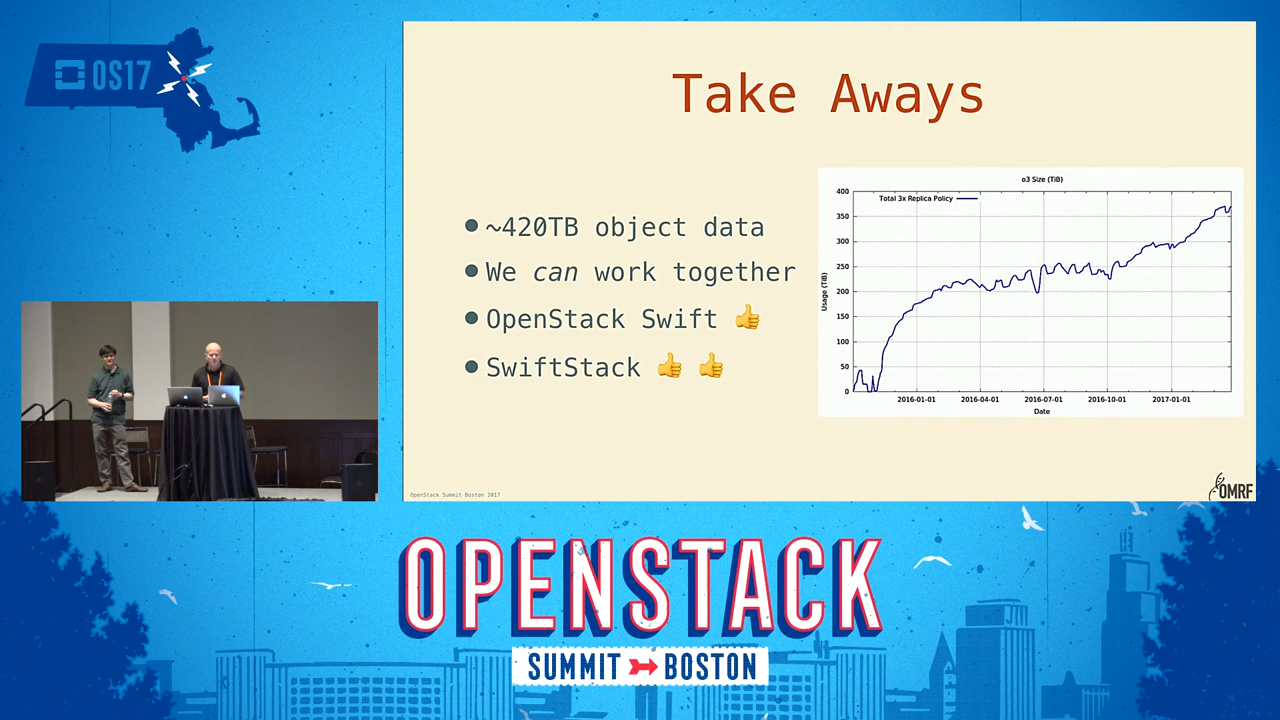 OS17
Take Aways
~420TB object data
We can work together
OpenStack Swift 👍
SwiftStack 👍 👍
o3 Size (TiB)
Total 3x Replica Policy
Usage (TiB)
400
350
300
250
200
150
100
50
0
2016-01-01
2016-04-01
2016-07-01
2016-10-01
2017-01-01
Date
OpenStack Summit Boston 2017
OMRF
OPENSTACK
SUMMIT BOSTON